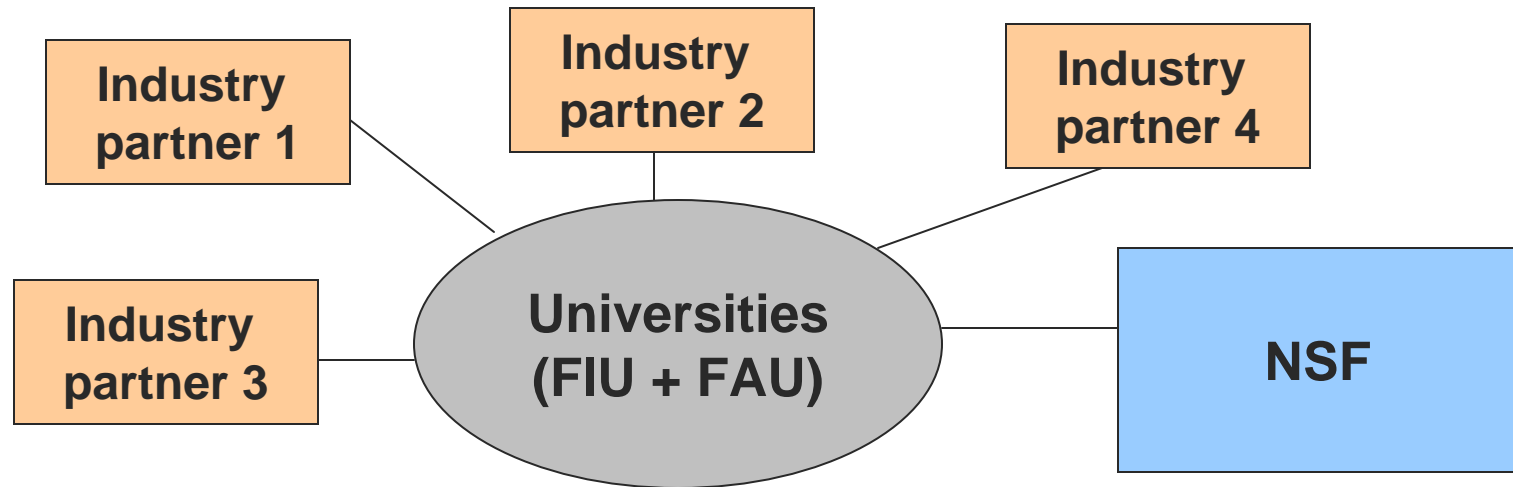 Industry
partner 1
Industry
partner 2
Industry
partner 4
Industry
partner 3
Universities
(FIU + FAU)
NSF